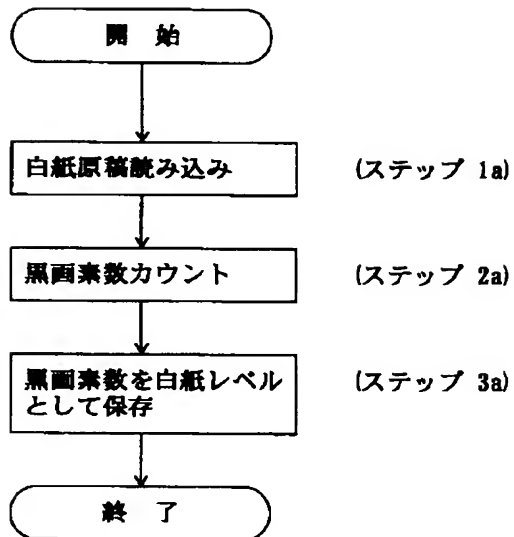 開 始
白紙原稿読み込み (ステップ 1a)
黒画素数カウント (ステップ 2a)
黒画素数を白紙レベル (ステップ 3a)
として保存
終 了